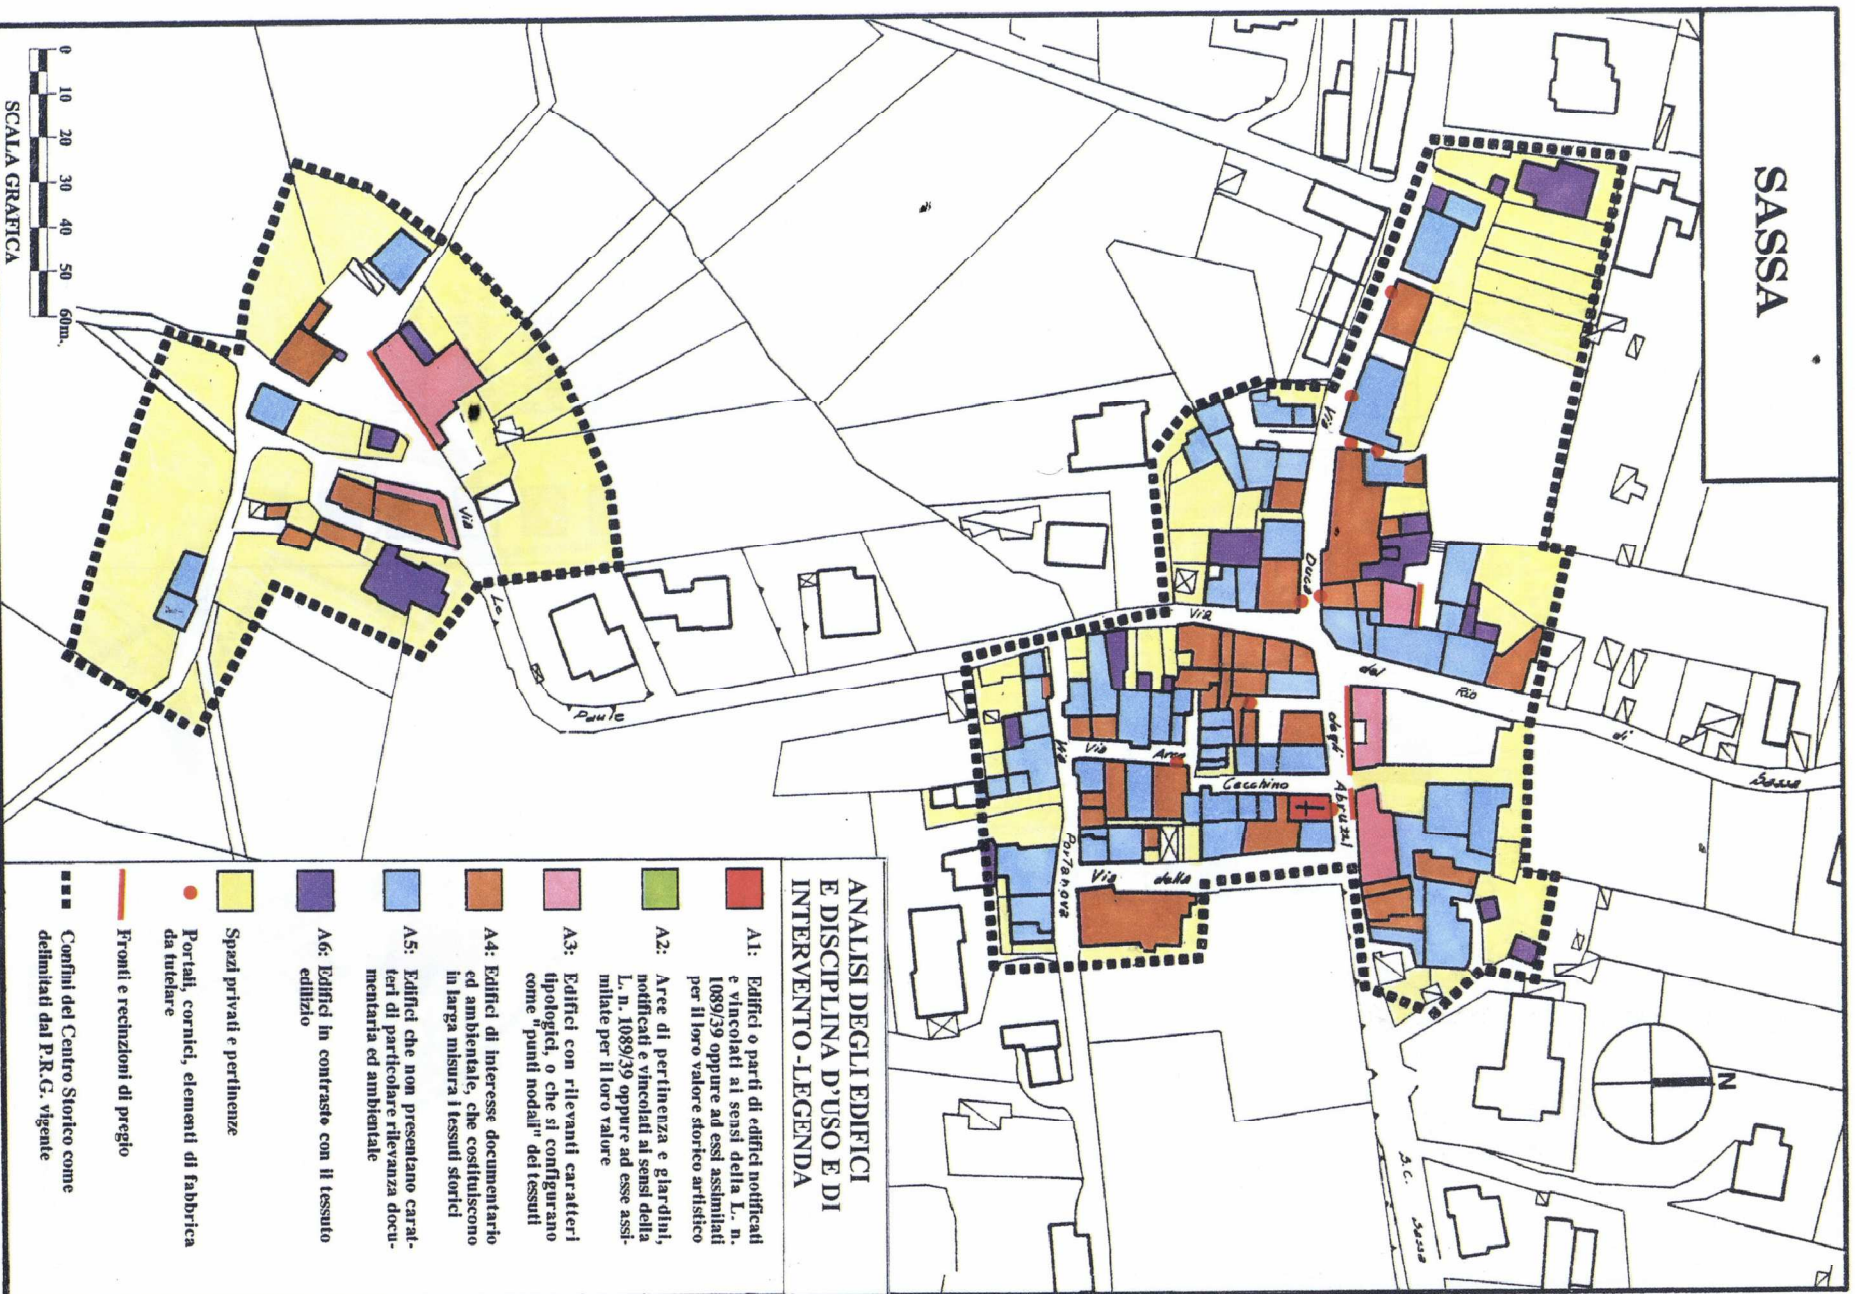 SASSA
N
Via
Duca
degli
Abruzzi
Via
del
Rio
di
Sassa
Via
Arco
Cecchino
Via
Portanova
Via
della
S.C.
Sassa
Via
Le
Paule
0 10 20 30 40 50 60m.
SCALA GRAFICA
ANALISI DEGLI EDIFICI
E DISCIPLINA D'USO E DI
INTERVENTO-LEGENDA
A1: Edifici o parti di edifici notificati
e vincolati ai sensi della L. n.
1089/39 oppure ad essi assimilati
per il loro valore storico artistico
A2: Aree di pertinenza e giardini,
notificati e vincolati ai sensi della
L. n. 1089/39 oppure ad esse assi-
milate per il loro valore
A3: Edifici con rilevanti caratteri
tipologici, o che si configurano
come "punti nodali" dei tessuti
A4: Edifici di interesse documentario
ed ambientale, che costituiscono
in larga misura i tessuti storici
A5: Edifici che non presentano carat-
teri di particolare rilevanza docu-
mentaria ed ambientale
A6: Edifici in contrasto con il tessuto
edilizio
Spazi privati e pertinenze
Portali, cornici, elementi di fabbrica
da tutelare
Fronti e recinzioni di pregio
Confini del Centro Storico come
delimitati dal P.R.G. vigente